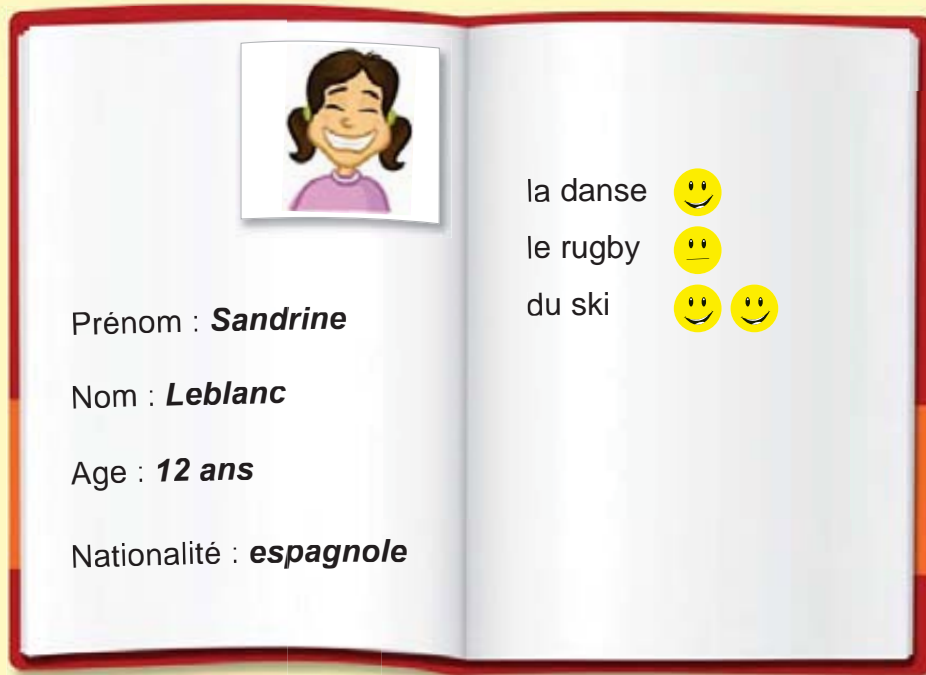 Prénom : Sandrine
Nom : Leblanc
Age : 12 ans
Nationalité : espagnole
la danse
le rugby
du ski